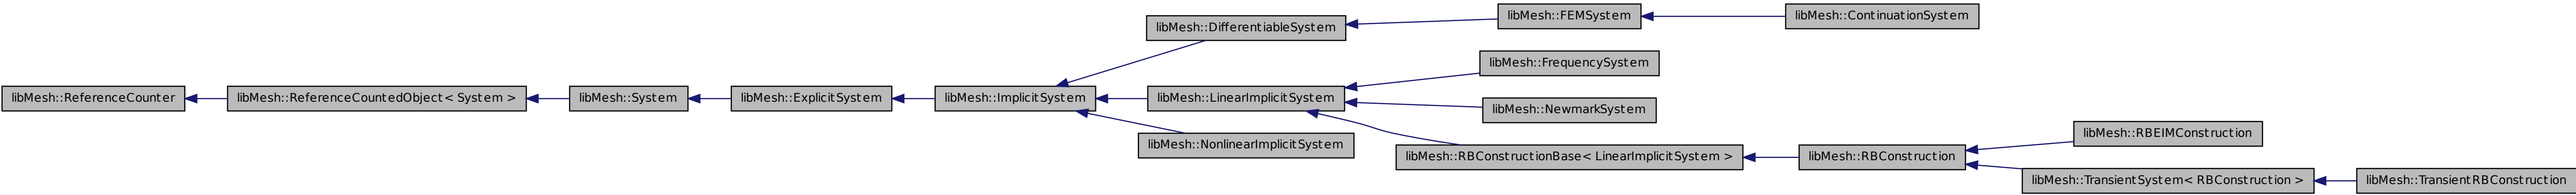 libMesh::ReferenceCounter
libMesh::ReferenceCountedObject< System >
libMesh::System
libMesh::ExplicitSystem
libMesh::ImplicitSystem
libMesh::DifferentiableSystem
libMesh::FEMSystem
libMesh::ContinuationSystem
libMesh::LinearImplicitSystem
libMesh::FrequencySystem
libMesh::NewmarkSystem
libMesh::RBConstructionBase< LinearImplicitSystem >
libMesh::RBConstruction
libMesh::RBEIMConstruction
libMesh::TransientSystem< RBConstruction >
libMesh::TransientRBConstruction
libMesh::NonlinearImplicitSystem